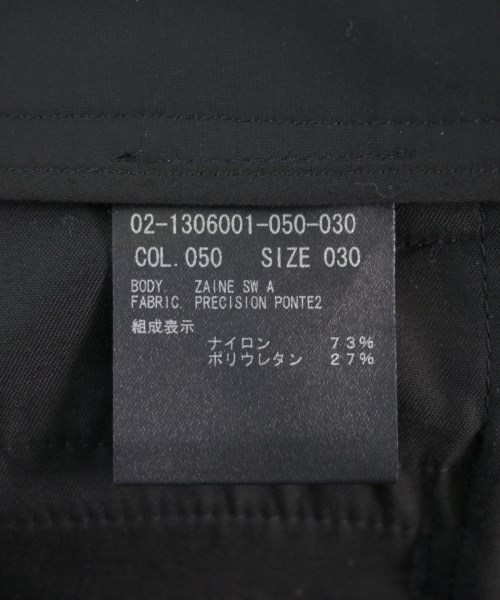 02-1306001-050-030
COL.050 SIZE 030
BODY. ZAINE SW A
FABRIC. PRECISION PONTE2
組成表示
ナイロン 73%
ポリウレタン 27%